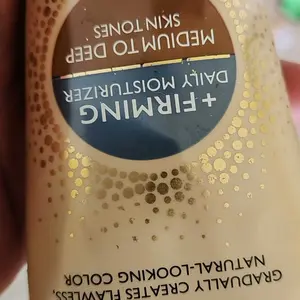 GRADUALLY CREATES FLAWLESS,
NATURAL-LOOKING COLOR
+FIRMING
DAILY MOISTURIZER
MEDIUM TO DEEP
SKIN TONES